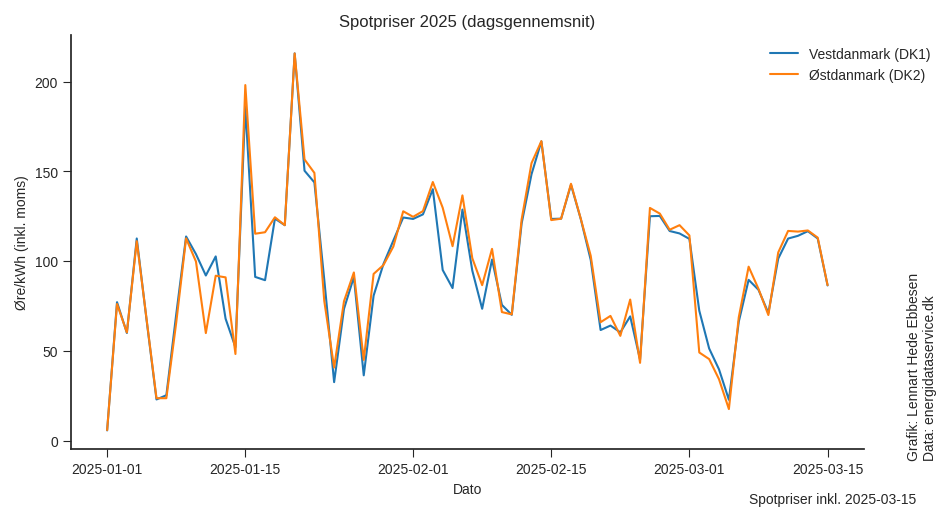 Spotpriser 2025 (dagsgennemsnit)
Vestdanmark (DK1)
Østdanmark (DK2)
Øre/kWh (inkl. moms)
200
150
100
50
0
2025-01-01
2025-01-15
2025-02-01
2025-02-15
2025-03-01
2025-03-15
Dato
Grafik: Lennart Hede Ebbesen
Data: energidataservice.dk
Spotpriser inkl. 2025-03-15